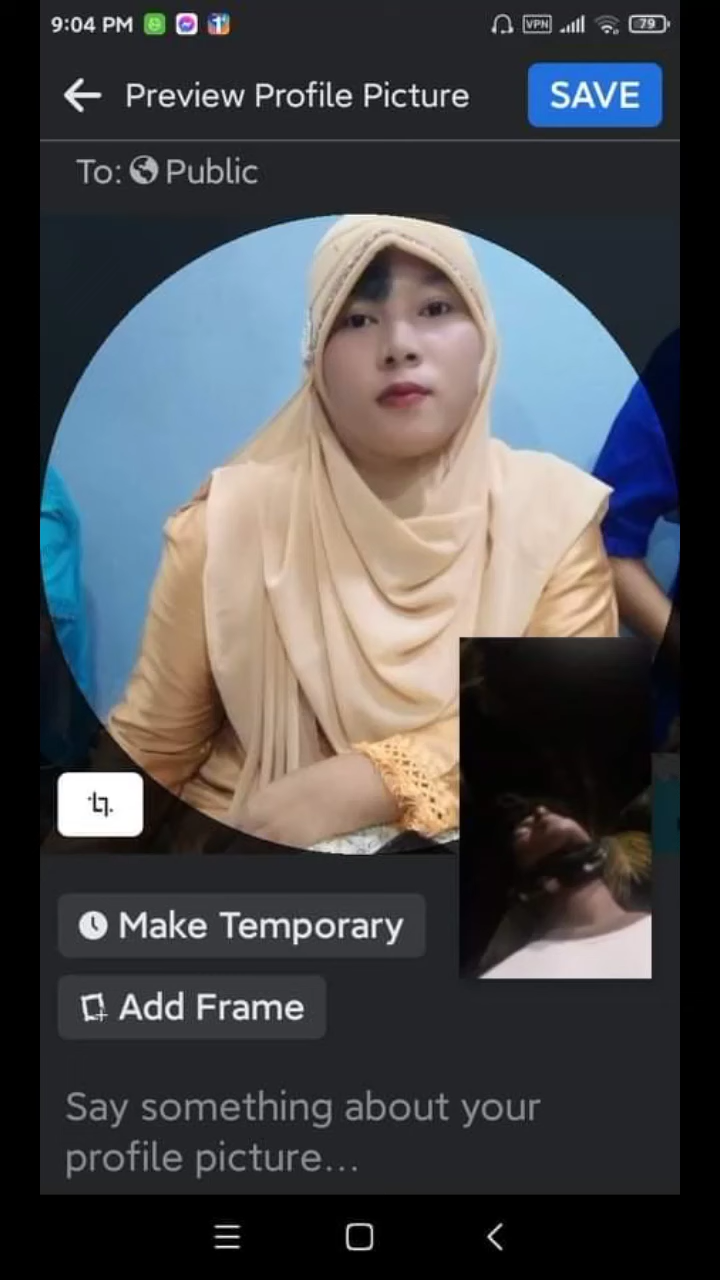 9:04 PM VPN 79
Preview Profile Picture SAVE
To: Public
Make Temporary
Add Frame
Say something about your
profile picture...